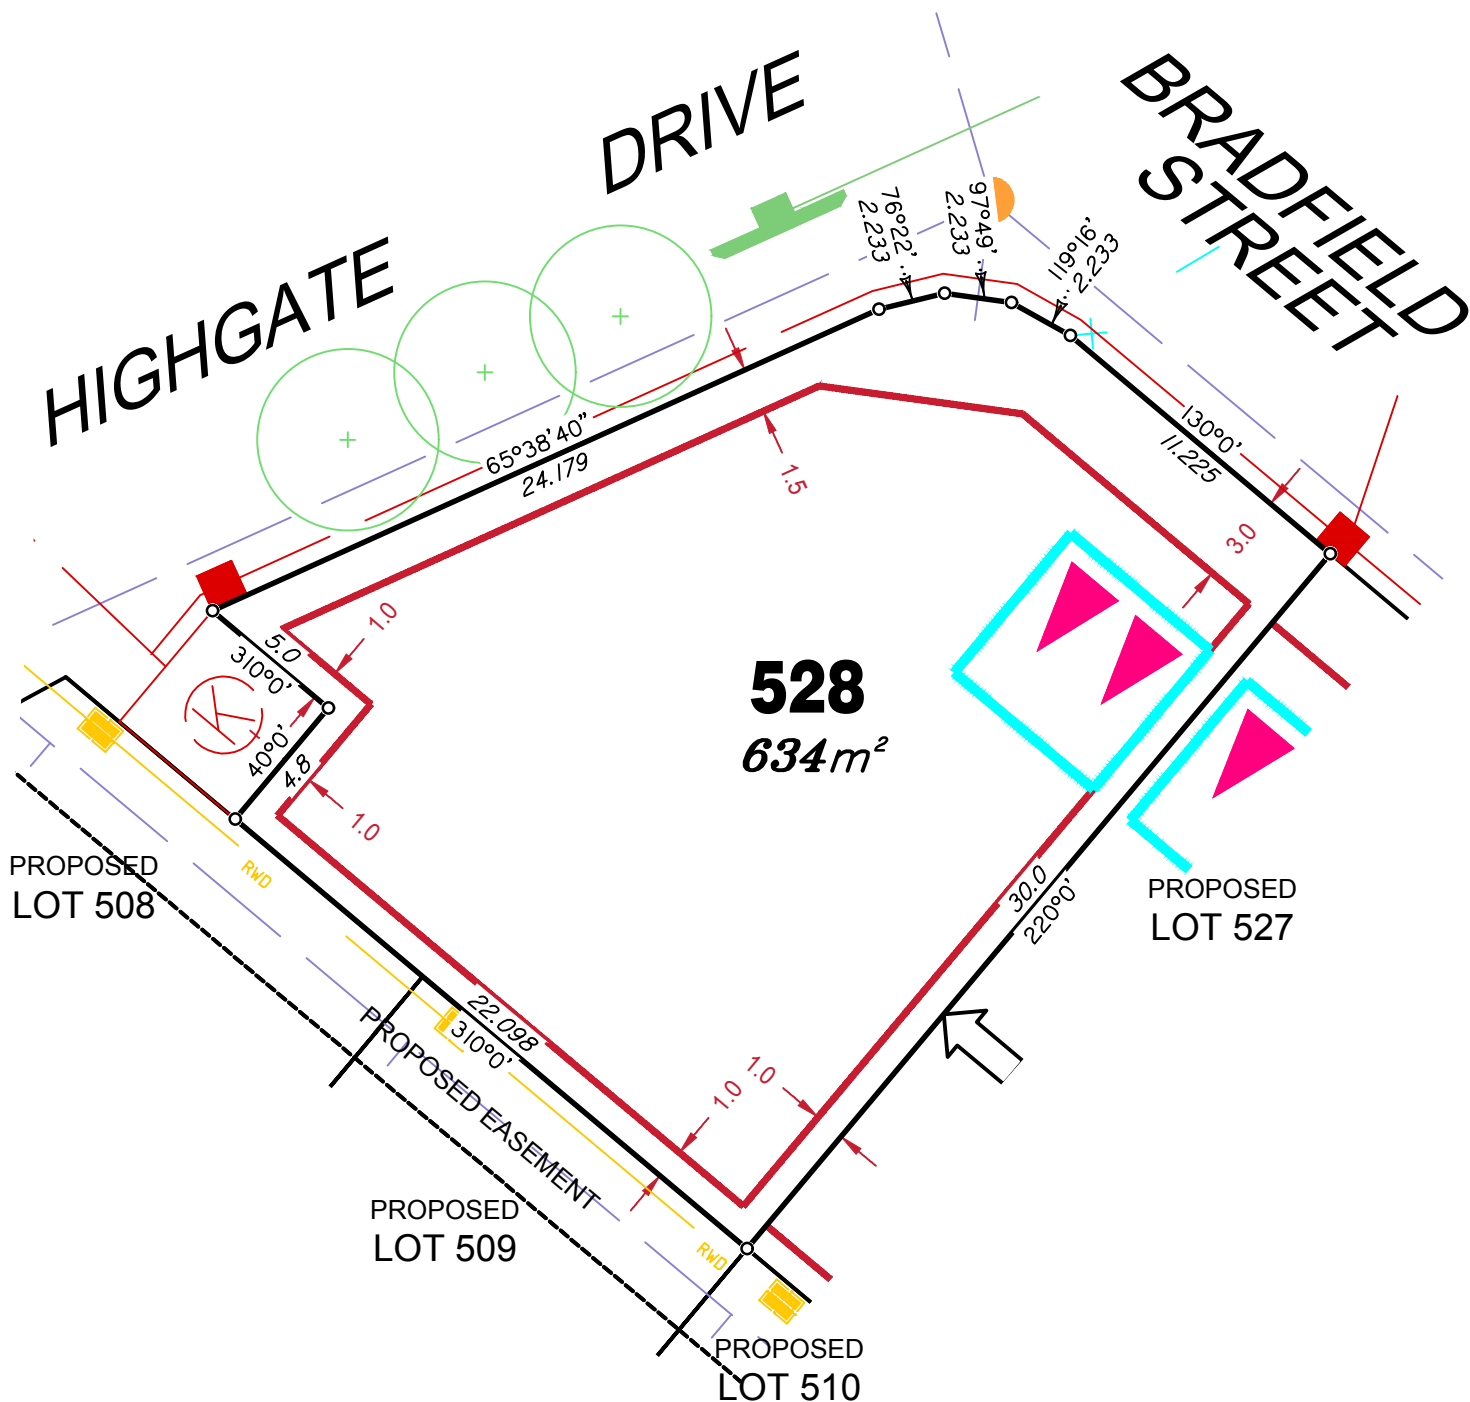 HIGHGATE
DRIVE
BRADFIELD
STREET
76°22'
2.233
97°49'
2.233
119°16'
2.233
130°0'
11.225
65°38'40"
24.179
1.5
3.0
5.0
310°0'
1.0
K
40°0'
4.8
1.0
528
634m²
30.0
220°0'
RWD
PROPOSED
LOT 508
PROPOSED
LOT 527
22.098
310°0'
PROPOSED EASEMENT
1.0
1.0
RWD
PROPOSED
LOT 509
PROPOSED
LOT 510